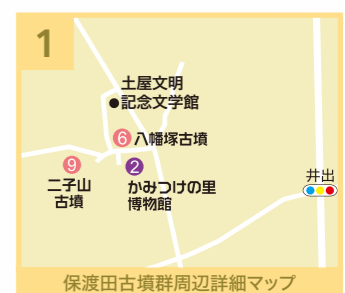 1
土屋文明
●記念文学館
6 八幡塚古墳
9
二子山
古墳
2
かみつけの里
博物館
井出
保渡田古墳群周辺詳細マップ